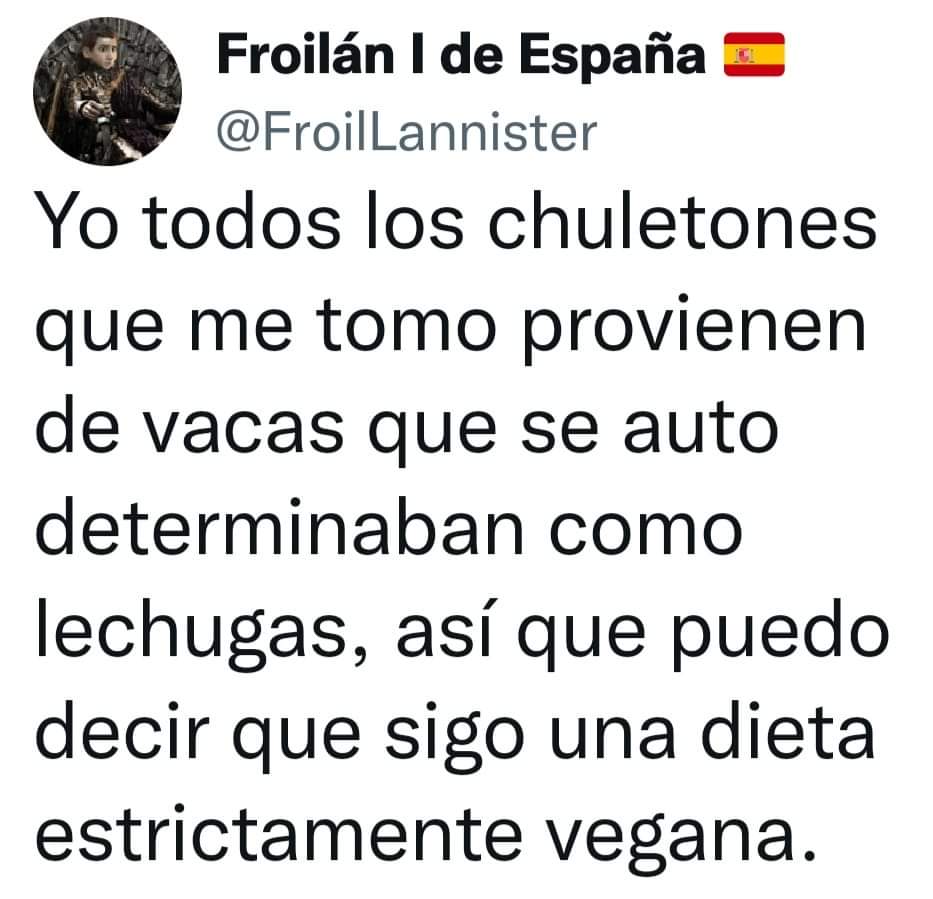 Froilán I de España 🇪🇸
@FroilLannister
Yo todos los chuletones
que me tomo provienen
de vacas que se auto
determinaban como
lechugas, así que puedo
decir que sigo una dieta
estrictamente vegana.